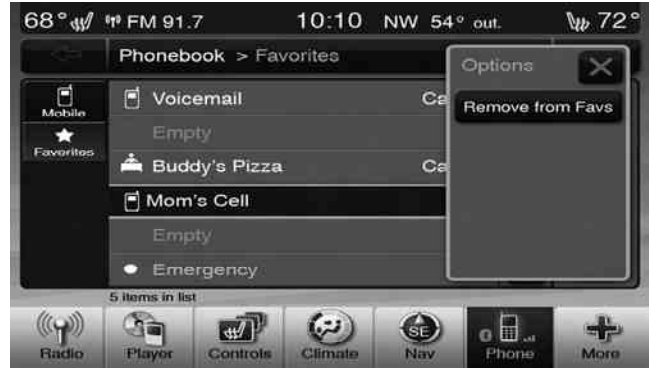 68° FM 91.7 10:10 NW 54° out. 72°
Phonebook > Favorites
Options
Mobile
Voicemail Ca
Remove from Favs
Empty
Favorites
Buddy's Pizza Ca
Mom's Cell
Empty
Emergency
5 items in list
SE
Radio Player Controls Climate Nav Phone More